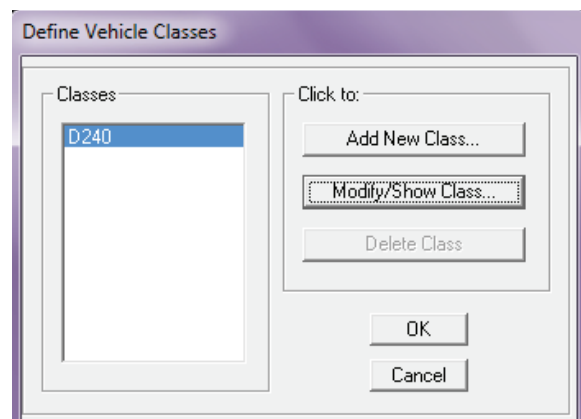 Define Vehicle Classes
Classes
D240
Click to:
Add New Class...
Modify/Show Class...
Delete Class
OK
Cancel